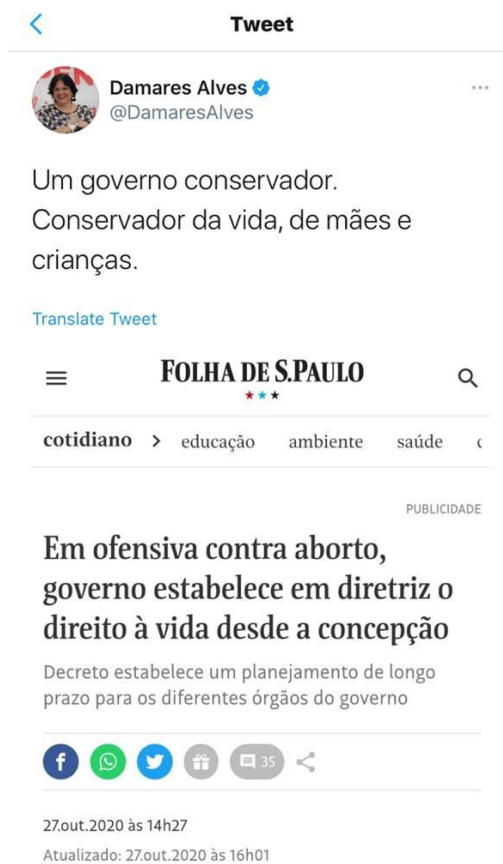 Tweet
Damares Alves
@DamaresAlves
Um governo conservador.
Conservador da vida, de mães e
crianças.
Translate Tweet
FOLHA DE S.PAULO
cotidiano > educação ambiente saúde
PUBLICIDADE
Em ofensiva contra aborto,
governo estabelece em diretriz o
direito à vida desde a concepção
Decreto estabelece um planejamento de longo
prazo para os diferentes órgãos do governo
35
27.out.2020 às 14h27
Atualizado: 27.out.2020 às 16h01